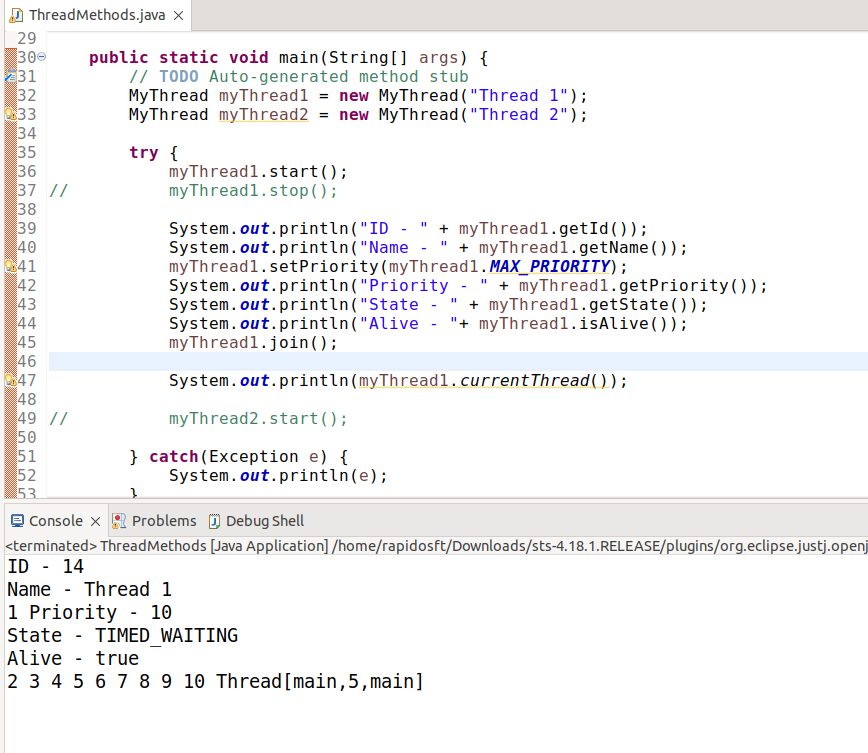 ThreadMethods.java
29
30 public static void main(String[] args) {
31 // TODO Auto-generated method stub
32 MyThread myThread1 = new MyThread("Thread 1");
33 MyThread myThread2 = new MyThread("Thread 2");
34
35 try {
36 myThread1.start();
37 // myThread1.stop();
38
39 System.out.println("ID - " + myThread1.getId());
40 System.out.println("Name - " + myThread1.getName());
41 myThread1.setPriority(myThread1.MAX_PRIORITY);
42 System.out.println("Priority - " + myThread1.getPriority());
43 System.out.println("State - " + myThread1.getState());
44 System.out.println("Alive - "+ myThread1.isAlive());
45 myThread1.join();
46
47 System.out.println(myThread1.currentThread());
48
49 // myThread2.start();
50
51 } catch(Exception e) {
52 System.out.println(e);
53 }
Console Problems Debug Shell
<terminated> ThreadMethods [Java Application] /home/rapidosft/Downloads/sts-4.18.1.RELEASE/plugins/org.eclipse.justj.openj
ID - 14
Name - Thread 1
1 Priority - 10
State - TIMED_WAITING
Alive - true
2 3 4 5 6 7 8 9 10 Thread[main,5,main]